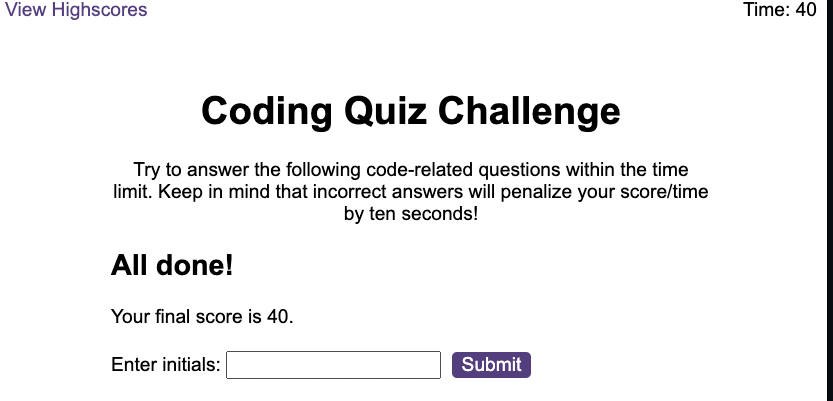 View Highscores
Time: 40
Coding Quiz Challenge
Try to answer the following code-related questions within the time
limit. Keep in mind that incorrect answers will penalize your score/time
by ten seconds!
All done!
Your final score is 40.
Enter initials:
Submit